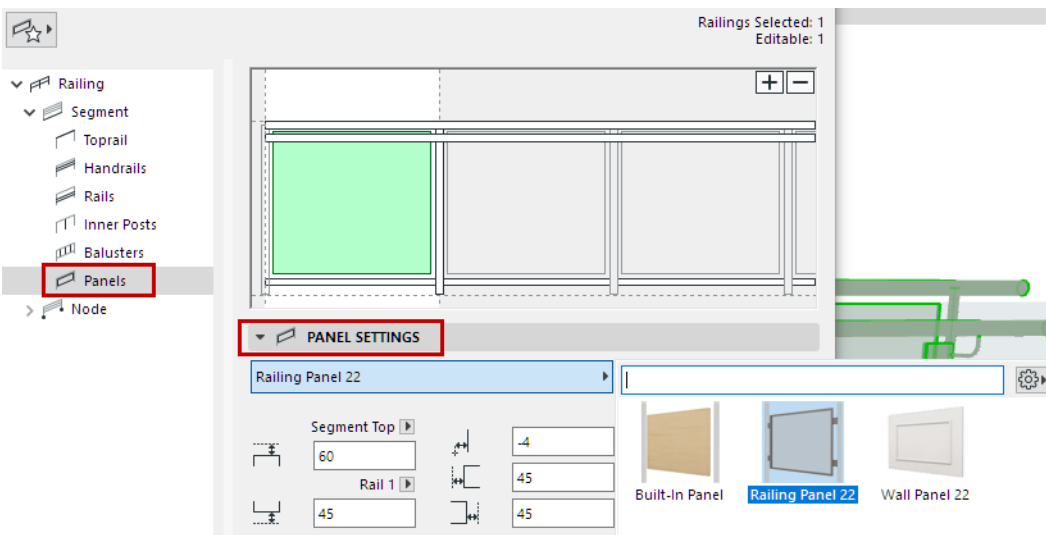 Railings Selected: 1
Editable: 1
Railing
Segment
Toprail
Handrails
Rails
Inner Posts
Balusters
Panels
Node
PANEL SETTINGS
Railing Panel 22
Segment Top
60
-4
Rail 1
45
45
45
Built-In Panel
Railing Panel 22
Wall Panel 22